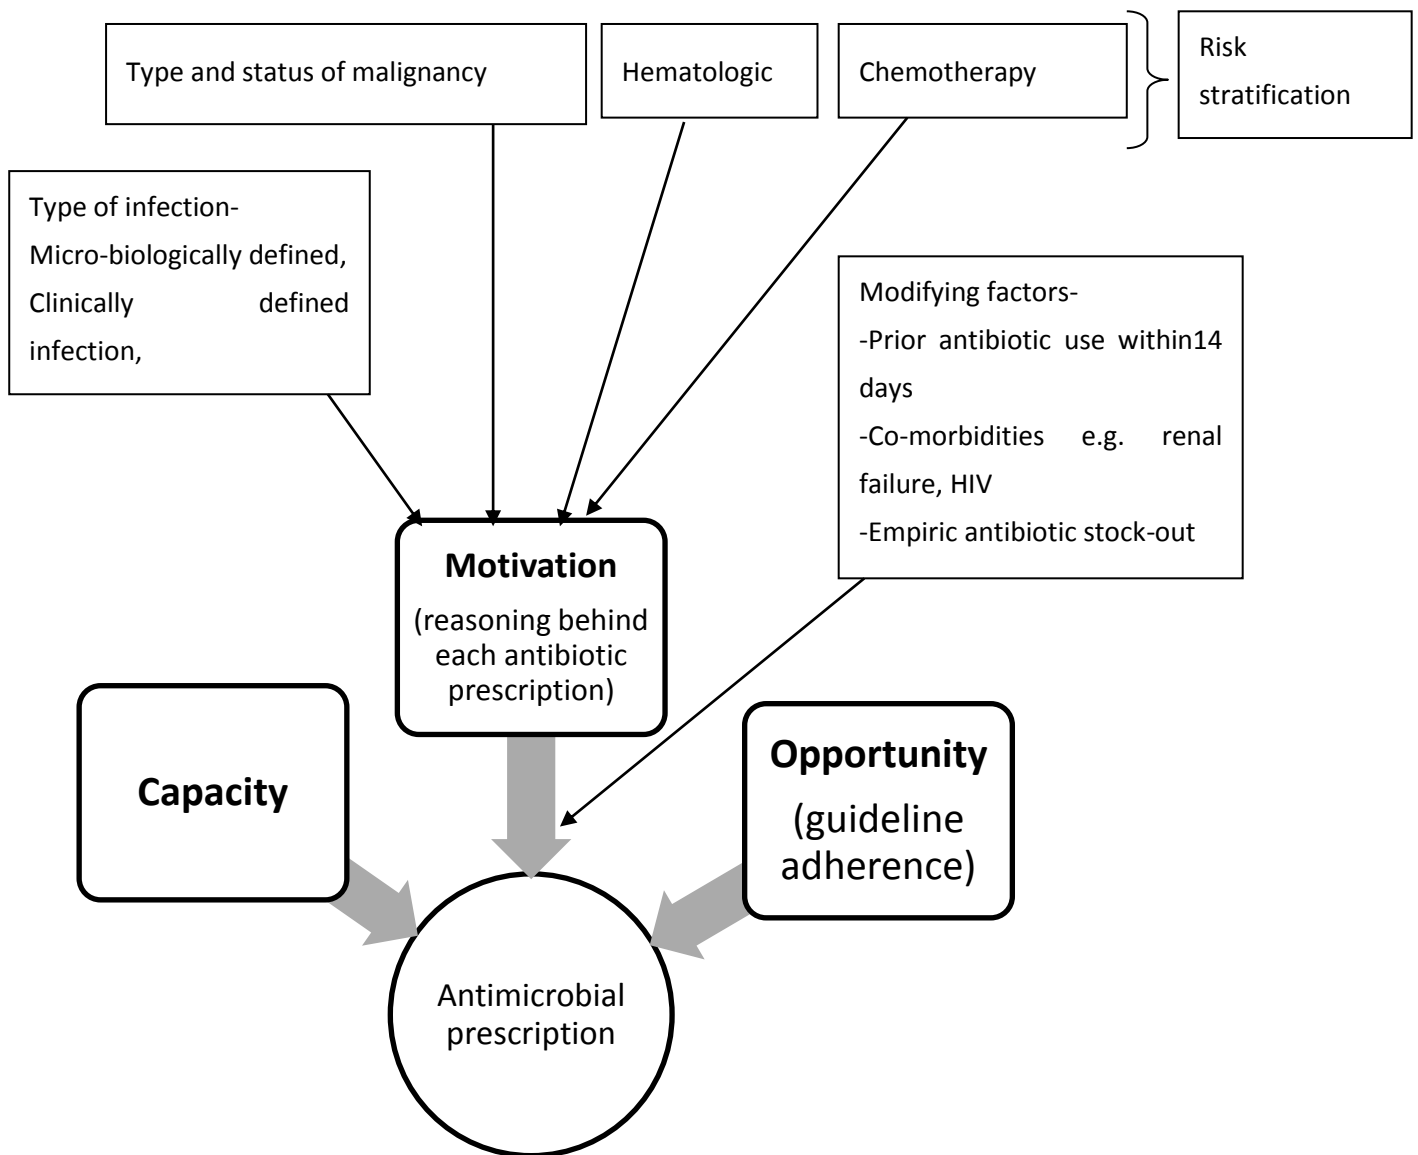 Type and status of malignancy
Hematologic
Chemotherapy
Risk
stratification
Type of infection-
Micro-biologically defined,
Clinically defined
infection,
Modifying factors-
-Prior antibiotic use within14
days
-Co-morbidities e.g. renal
failure, HIV
-Empiric antibiotic stock-out
Motivation
(reasoning behind
each antibiotic
prescription)
Capacity
Opportunity
(guideline
adherence)
Antimicrobial
prescription